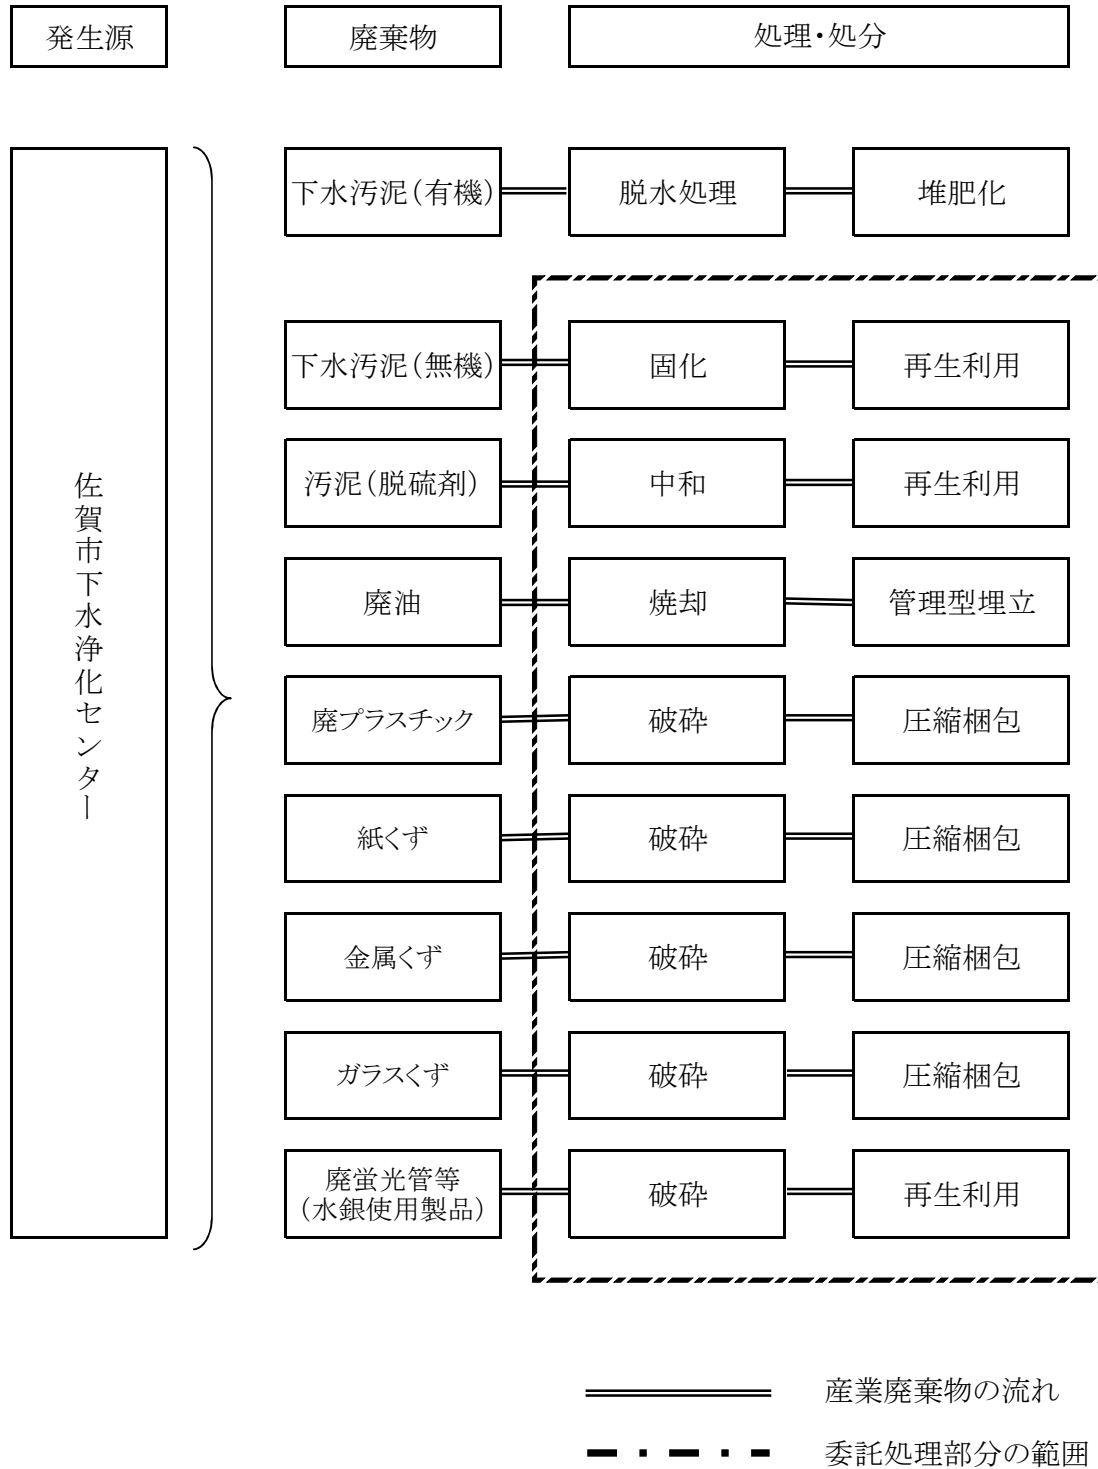 発生源
廃棄物
処理・処分
佐賀市下水浄化センター
下水汚泥(有機)
脱水処理
堆肥化
下水汚泥(無機)
固化
再生利用
汚泥(脱硫剤)
中和
再生利用
廃油
焼却
管理型埋立
廃プラスチック
破砕
圧縮梱包
紙くず
破砕
圧縮梱包
金属くず
破砕
圧縮梱包
ガラスくず
破砕
圧縮梱包
廃蛍光管等
(水銀使用製品)
破砕
再生利用
産業廃棄物の流れ
委託処理部分の範囲